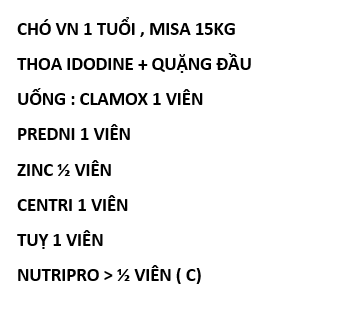 CHÓ VN 1 TUỔI , MISA 15KG
THOA IDODINE + QUẶNG ĐẦU
UỐNG : CLAMOX 1 VIÊN
PREDNI 1 VIÊN
ZINC ½ VIÊN
CENTRI 1 VIÊN
TUỴ 1 VIÊN
NUTRIPRO > ½ VIÊN ( C)